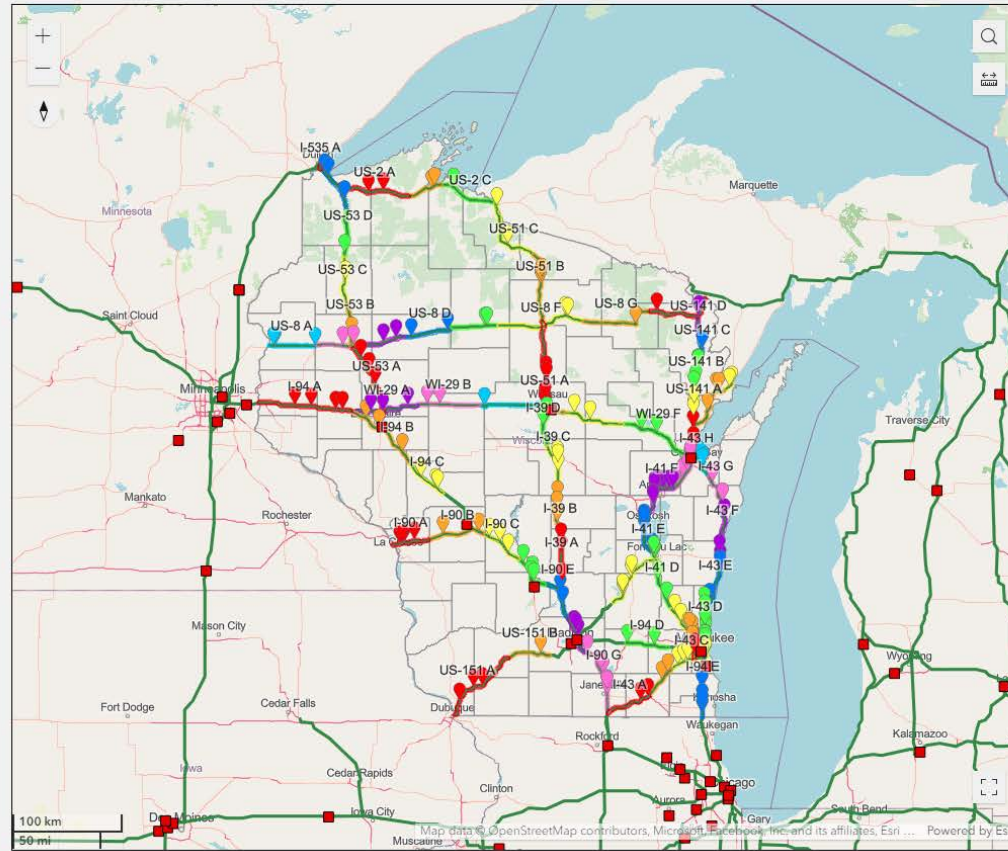 I-535 A
US-2 A
US-2 C
Marquette
Minnesota
US-53 D
US-51 C
US-53 C
US-51 B
US-53 B
US-8 D
US-8 F
US-8 G
US-141 D
Saint Cloud
US-8 A
US-141 C
US-53 A
US-141 B
Minneapolis
I-94 A
WI-29 A
WI-29 B
US-51 A
US-141 A
I-39 D
WI-29 F
Traverse City
I-94 B
I-39 C
I-43 H
I-94 C
I-41 F
I-43 G
Mankato
Rochester
I-90 A
I-90 B
I-90 C
I-39 B
I-43 F
I-41 E
I-39 A
I-90 E
I-41 D
I-43 E
I-43 D
Mason City
US-151 B
I-94 D
I-43 C
I-90 G
I-94 E
US-151 A
I-43 A
Fort Dodge
Cedar Falls
Dubuque
Waukegan
Rockford
Kalamazoo
Iowa
Cedar Rapids
Clinton
Iowa City
Aurora
South Bend
Gary
100 km
50 mi
Muscatine
Map data © OpenStreetMap contributors, Microsoft, Facebook, Inc. and its affiliates, Esri ...
Powered by Es